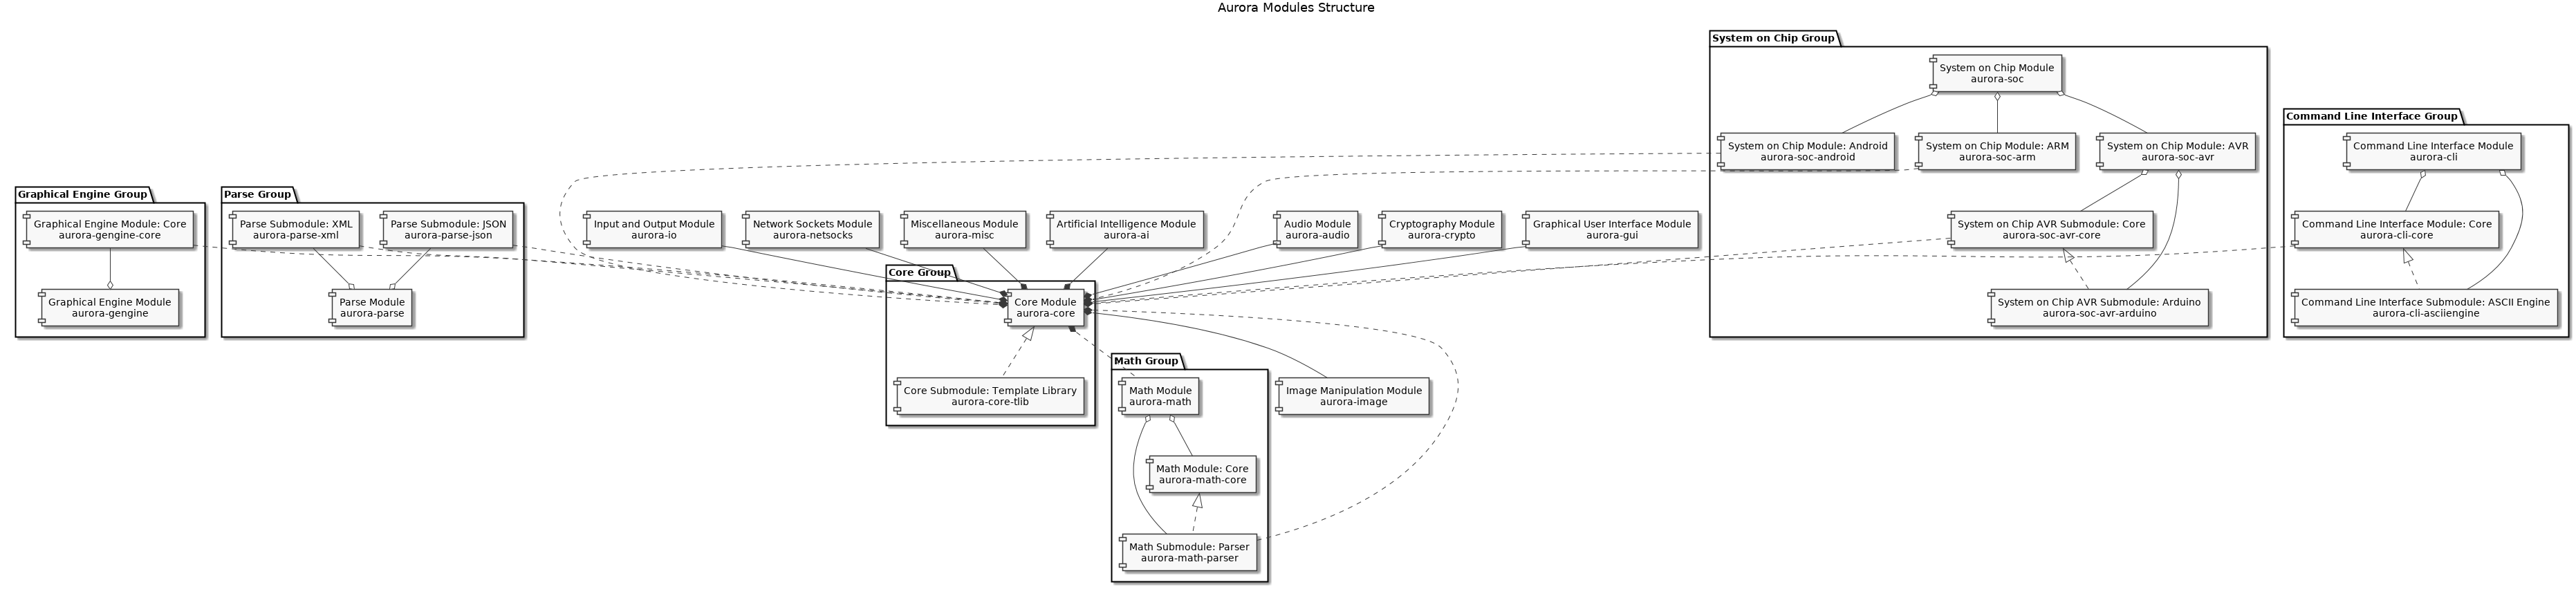 Aurora Modules Structure
System on Chip Group
System on Chip Module
aurora-soc
System on Chip Module: Android
aurora-soc-android
System on Chip Module: ARM
aurora-soc-arm
System on Chip Module: AVR
aurora-soc-avr
System on Chip AVR Submodule: Core
aurora-soc-avr-core
System on Chip AVR Submodule: Arduino
aurora-soc-avr-arduino
Command Line Interface Group
Command Line Interface Module
aurora-cli
Command Line Interface Module: Core
aurora-cli-core
Command Line Interface Submodule: ASCII Engine
aurora-cli-asciiengine
Graphical Engine Group
Graphical Engine Module: Core
aurora-gengine-core
Graphical Engine Module
aurora-gengine
Parse Group
Parse Submodule: XML
aurora-parse-xml
Parse Submodule: JSON
aurora-parse-json
Parse Module
aurora-parse
Input and Output Module
aurora-io
Network Sockets Module
aurora-netsocks
Miscellaneous Module
aurora-misc
Artificial Intelligence Module
aurora-ai
Audio Module
aurora-audio
Cryptography Module
aurora-crypto
Graphical User Interface Module
aurora-gui
Core Group
Core Module
aurora-core
Core Submodule: Template Library
aurora-core-tlib
Math Group
Math Module
aurora-math
Math Module: Core
aurora-math-core
Math Submodule: Parser
aurora-math-parser
Image Manipulation Module
aurora-image